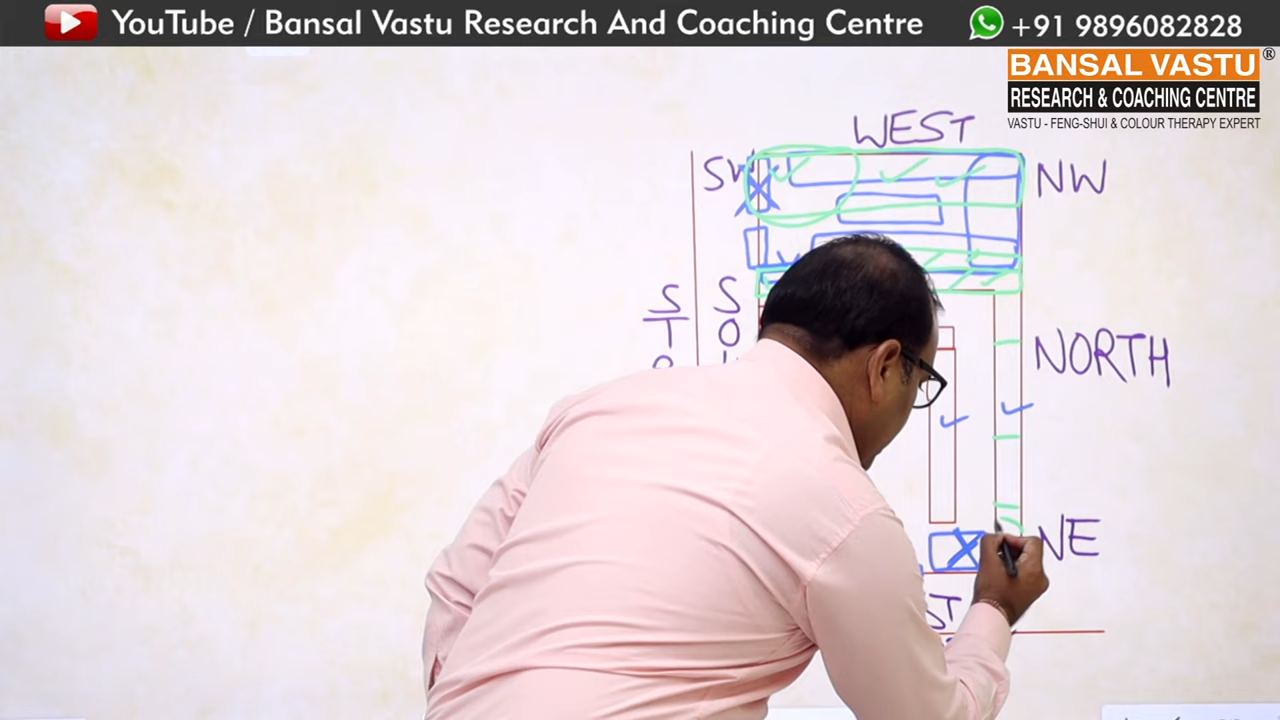 YouTube / Bansal Vastu Research And Coaching Centre
+91 9896082828
BANSAL VASTU®
RESEARCH & COACHING CENTRE
VASTU - FENG-SHUI & COLOUR THERAPY EXPERT
WEST
SW
NW
S
S
T
O
NORTH
NE
ST